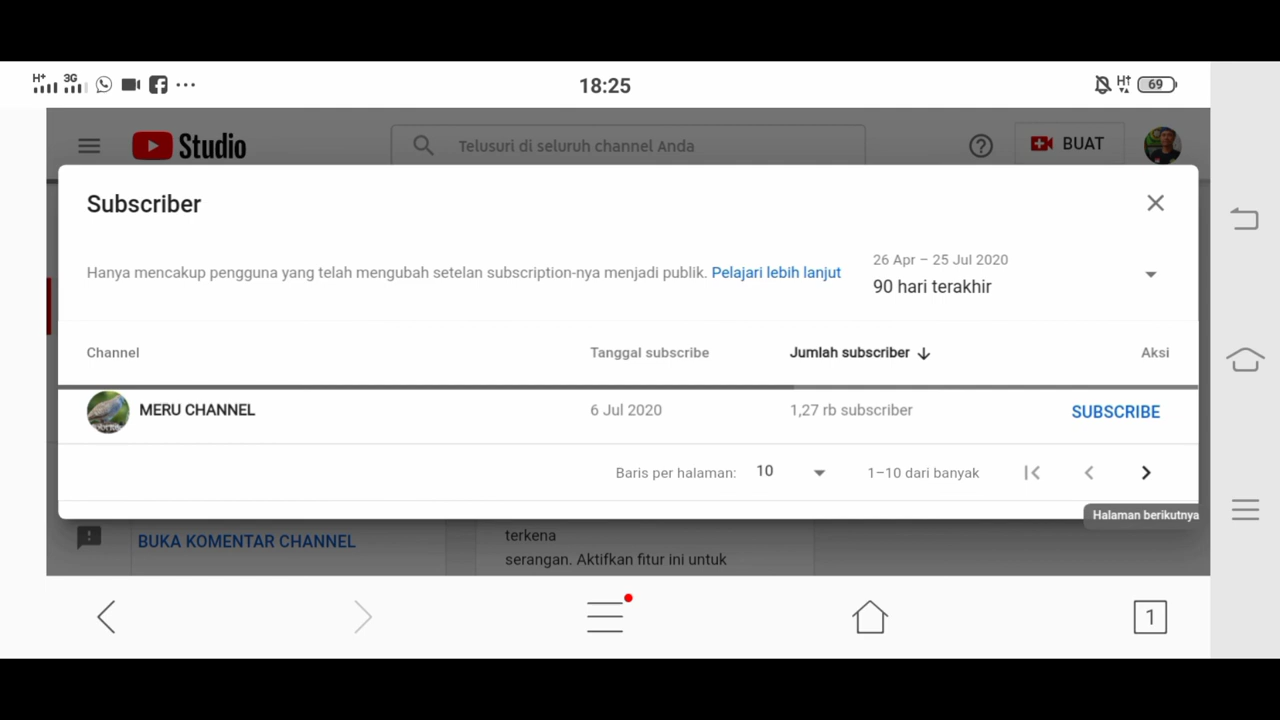 H+ 3G 18:25 H↑ 69
Studio Telusuri di seluruh channel Anda BUAT
Subscriber
26 Apr – 25 Jul 2020
Hanya mencakup pengguna yang telah mengubah setelan subscription-nya menjadi publik. Pelajari lebih lanjut
90 hari terakhir
Channel Tanggal subscribe Jumlah subscriber ↓ Aksi
MERU CHANNEL 6 Jul 2020 1,27 rb subscriber SUBSCRIBE
Baris per halaman: 10 1–10 dari banyak
Halaman berikutnya
BUKA KOMENTAR CHANNEL
terkena
serangan. Aktifkan fitur ini untuk
1